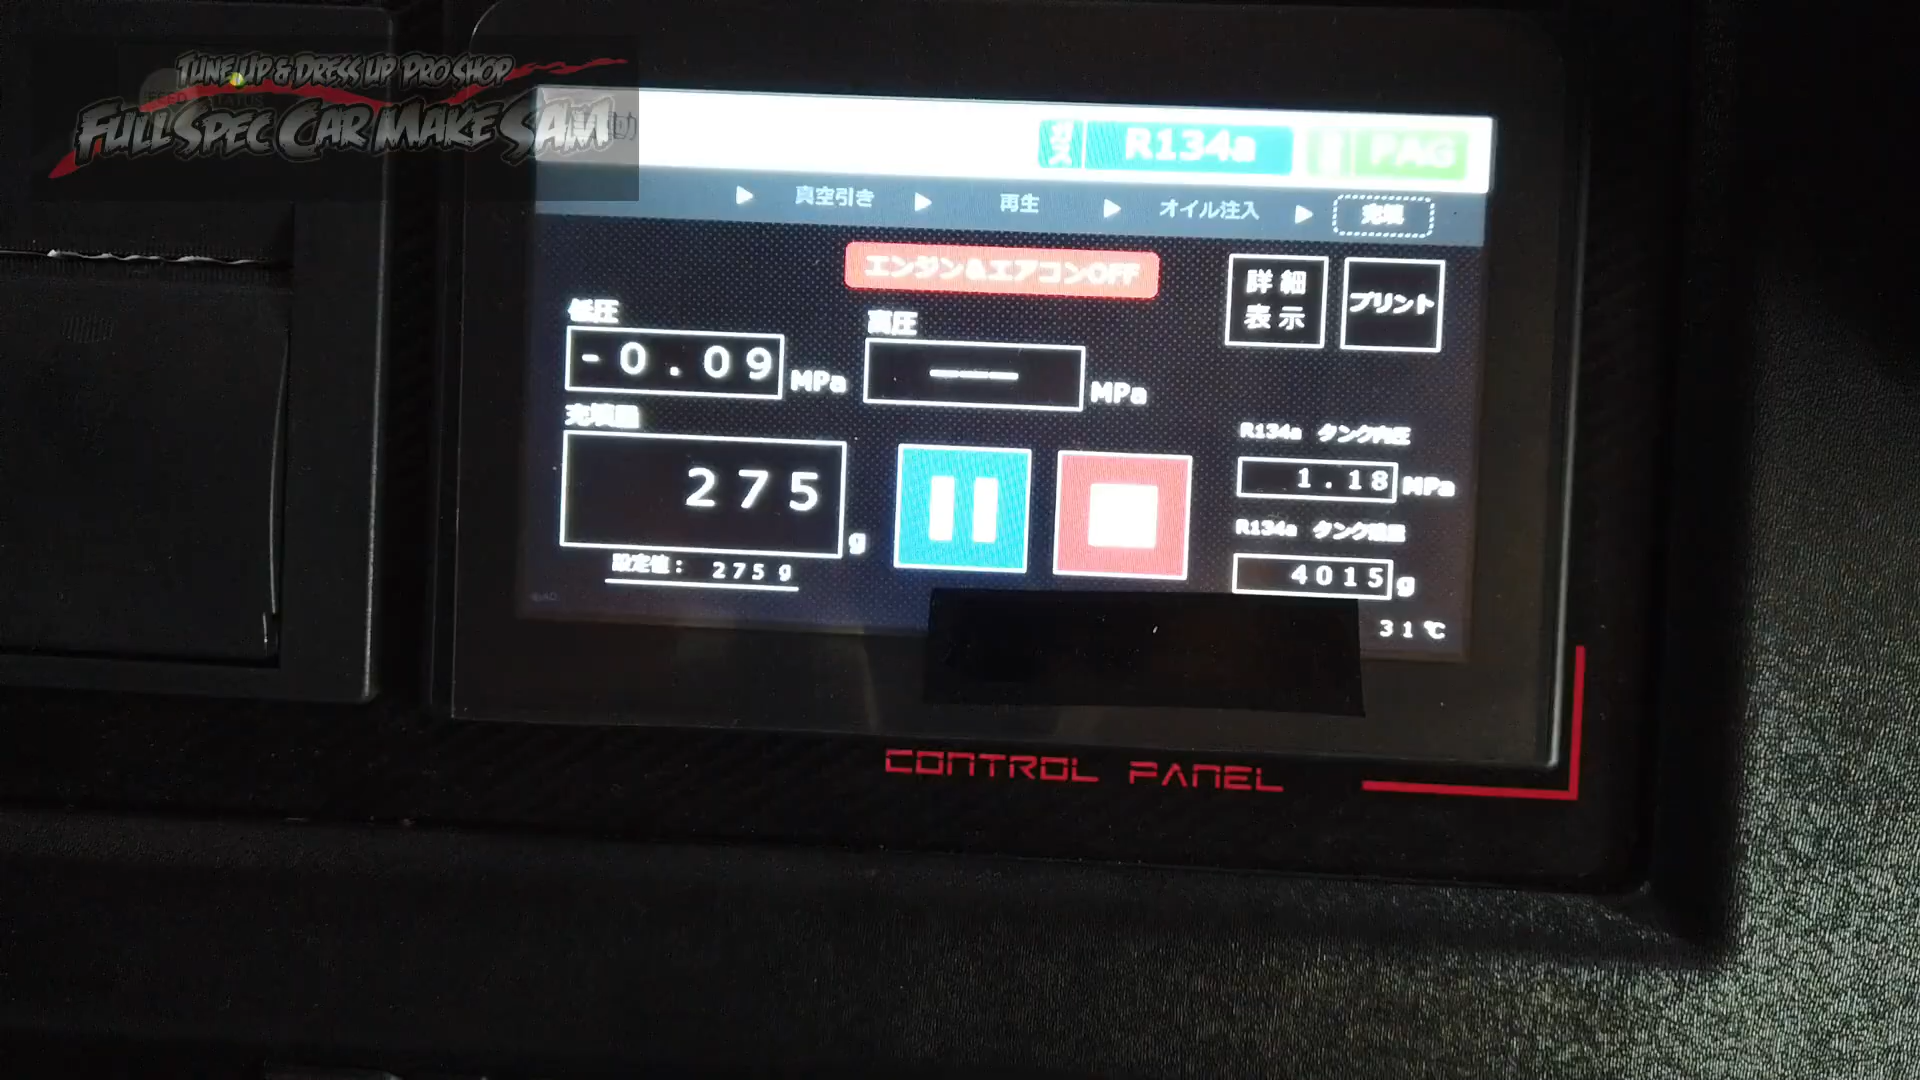 TUNE UP & DRESS UP PRO SHOP
FULL SPEC CAR MAKE SAM
FEED STATUS
ガス R134a PAG
▶ 真空引き ▶ 再生 ▶ オイル注入 ▶ 充填
エンジン&エアコンOFF
詳細表示
プリント
低圧
-0.09 MPa
高圧
--- MPa
充填量
275 g
設定値: 275 g
R134a タンク内圧
1.18 MPa
R134a タンク残量
4015 g
31℃
CONTROL PANEL